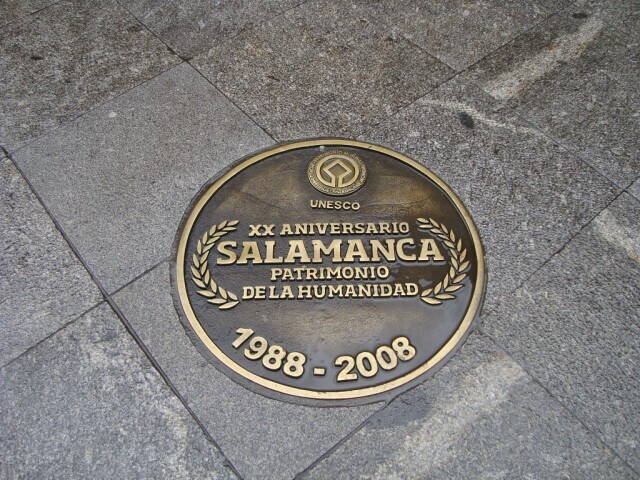 UNESCO
XX ANIVERSARIO
SALAMANCA
PATRIMONIO
DE LA HUMANIDAD
1988 - 2008